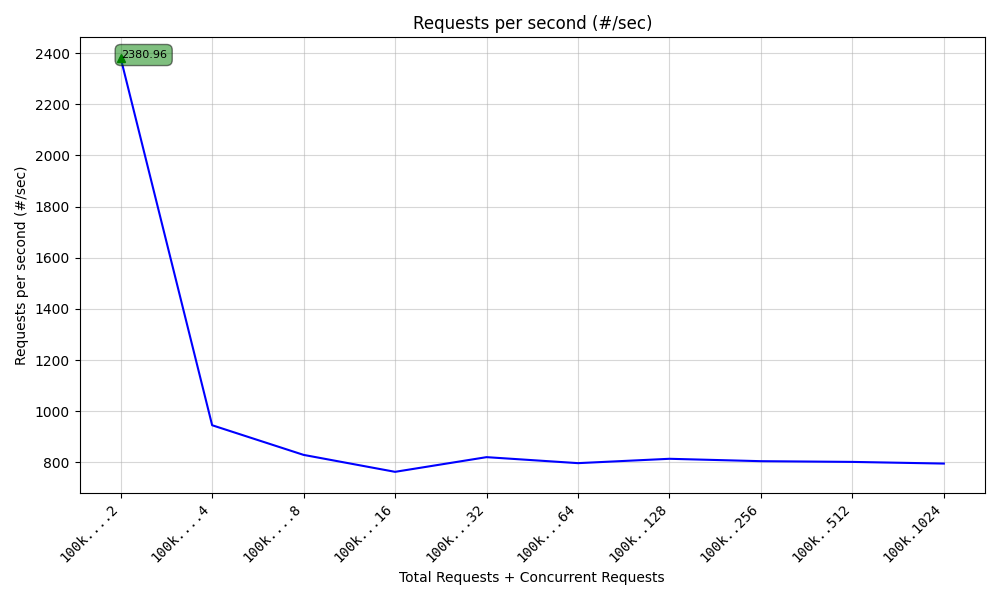 Requests per second (#/sec)
2380.96
2400
2200
2000
1800
1600
1400
1200
1000
800
Requests per second (#/sec)
100k....2
100k....4
100k....8
100k...16
100k...32
100k...64
100k..128
100k..256
100k..512
100k.1024
Total Requests + Concurrent Requests